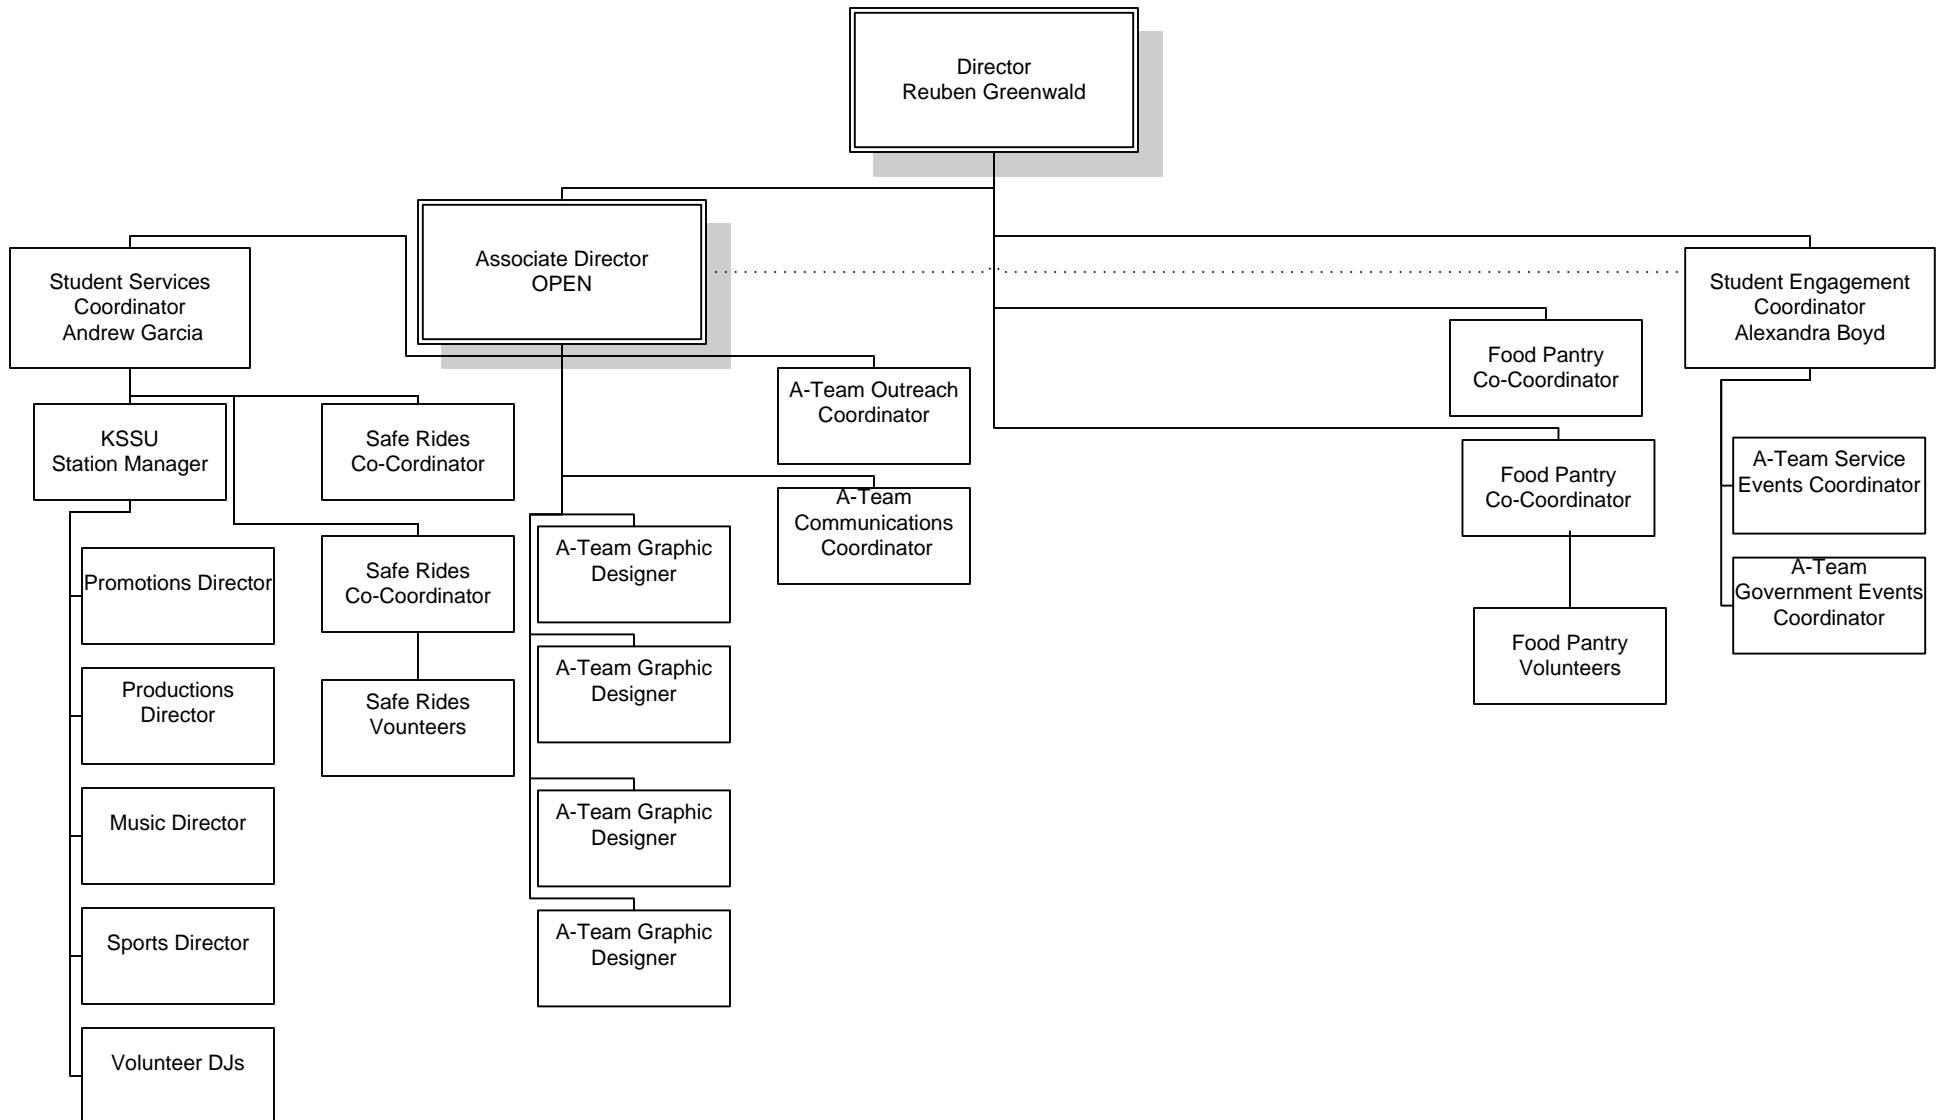 Director
Reuben Greenwald
Associate Director
OPEN
Student Services
Coordinator
Andrew Garcia
Student Engagement
Coordinator
Alexandra Boyd
Food Pantry
Co-Coordinator
A-Team Outreach
Coordinator
KSSU
Station Manager
Safe Rides
Co-Cordinator
Food Pantry
Co-Coordinator
A-Team Service
Events Coordinator
A-Team
Communications
Coordinator
A-Team Graphic
Designer
Safe Rides
Co-Coordinator
Promotions Director
A-Team
Government Events
Coordinator
Food Pantry
Volunteers
A-Team Graphic
Designer
Productions
Director
Safe Rides
Vounteers
A-Team Graphic
Designer
Music Director
A-Team Graphic
Designer
Sports Director
Volunteer DJs